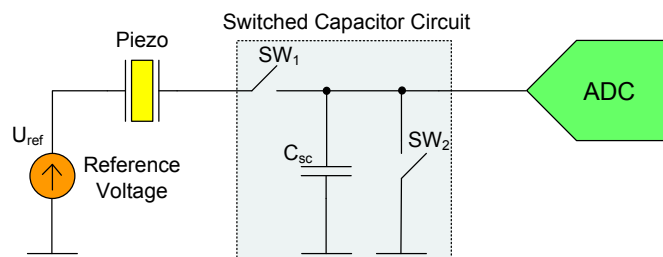 Switched Capacitor Circuit
Piezo
SW1
ADC
Uref
Reference
Voltage
Csc
SW2